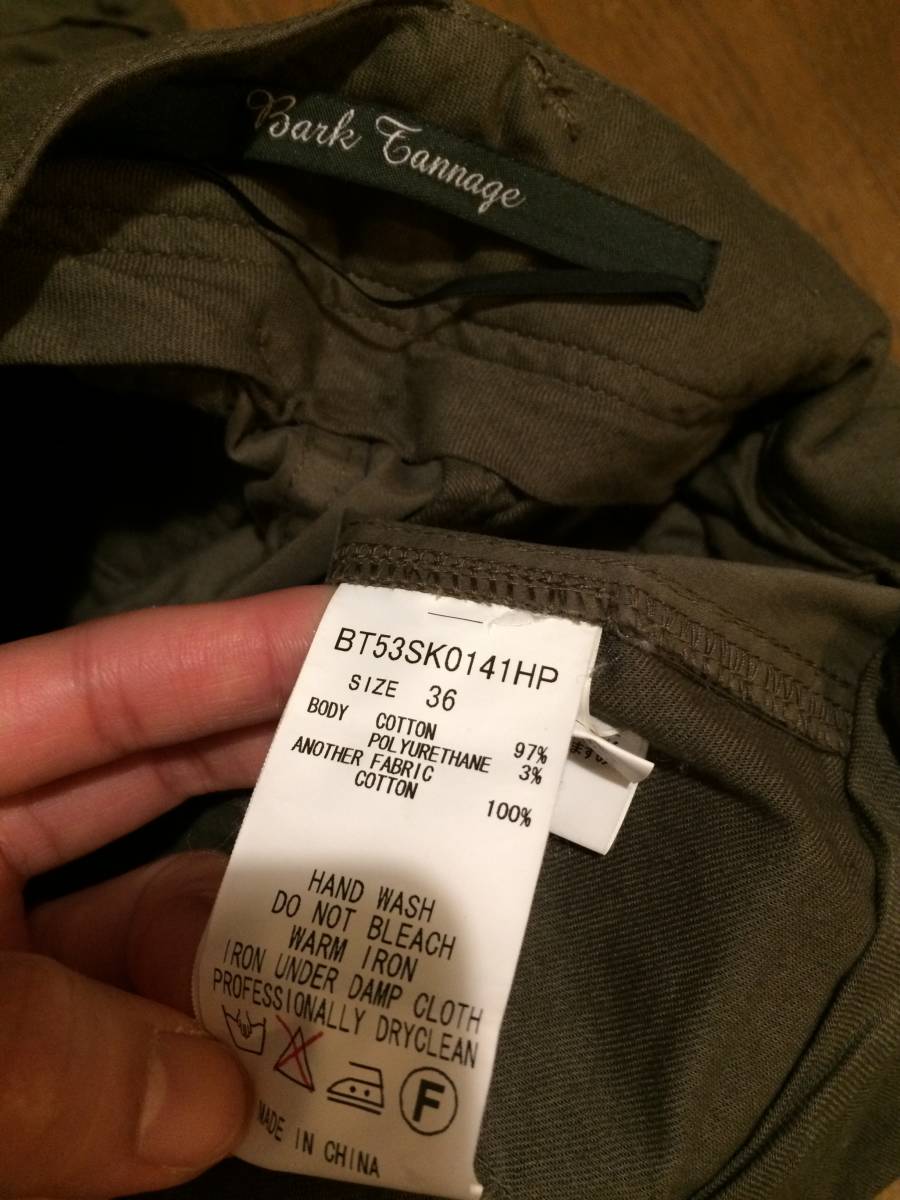 Bark Tannage
BT53SK0141HP
SIZE 36
BODY COTTON 97%
POLYURETHANE 3%
ANOTHER FABRIC
COTTON 100%
HAND WASH
DO NOT BLEACH
WARM IRON
IRON UNDER DAMP CLOTH
PROFESSIONALLY DRYCLEAN
F
MADE IN CHINA